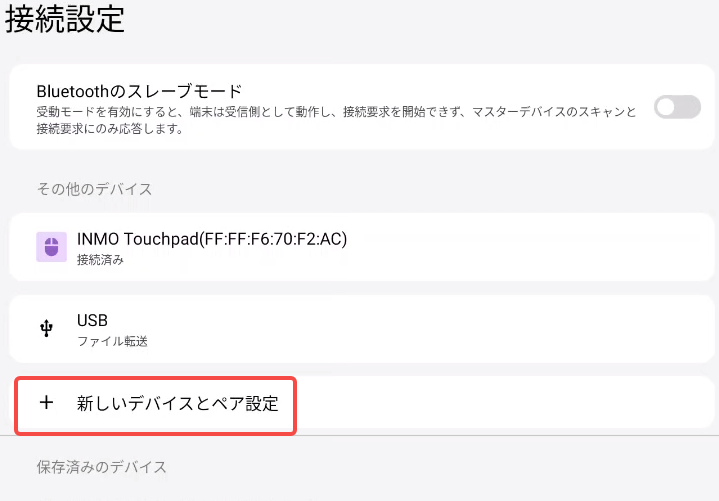 接続設定
Bluetoothのスレーブモード
受動モードを有効にすると、端末は受信側として動作し、接続要求を開始できず、マスターデバイスのスキャンと
接続要求にのみ応答します。
その他のデバイス
INMO Touchpad(FF:FF:F6:70:F2:AC)
接続済み
USB
ファイル転送
+ 新しいデバイスとペア設定
保存済みのデバイス